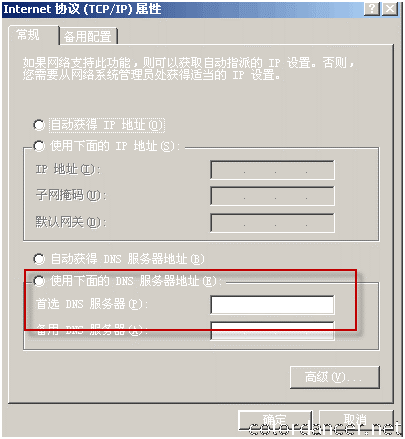 Internet 协议 (TCP/IP) 属性
常规 备用配置
如果网络支持此功能,则可以获取自动指派的 IP 设置。否则,
您需要从网络系统管理员处获得适当的 IP 设置。
自动获得 IP 地址(O)
使用下面的 IP 地址(S):
IP 地址(I):
子网掩码(U):
默认网关(D):
自动获得 DNS 服务器地址(B)
使用下面的 DNS 服务器地址(E):
首选 DNS 服务器(P):
备用 DNS 服务器(A):
高级(V)...
确定 取消
colordancer.net